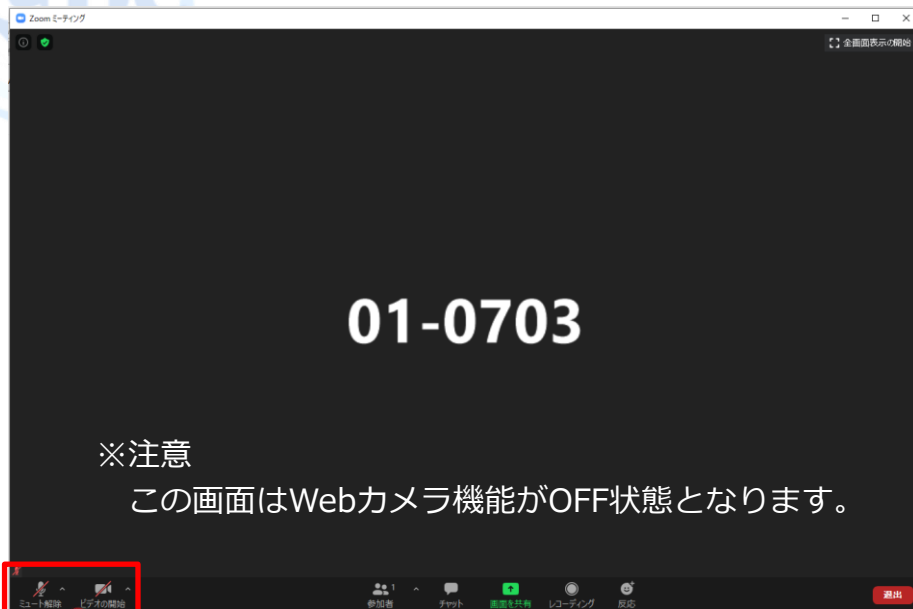 Zoom ミーティング
全画面表示の開始
01-0703
※注意
この画面はWebカメラ機能がOFF状態となります。
ミュート解除 ビデオの開始 参加者 1 チャット 画面を共有 レコーディング 反応 退出